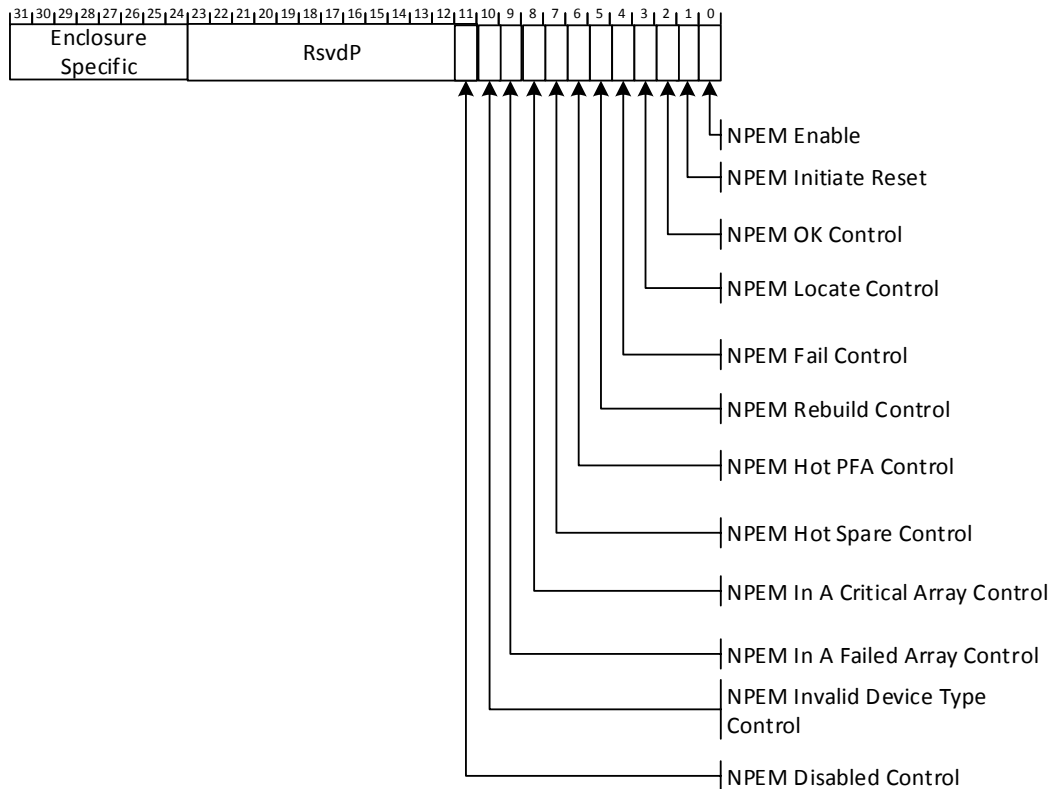 31 30 29 28 27 26 25 24 23 22 21 20 19 18 17 16 15 14 13 12 11 10 9 8 7 6 5 4 3 2 1 0
Enclosure
Specific
RsvdP
NPEM Enable
NPEM Initiate Reset
NPEM OK Control
NPEM Locate Control
NPEM Fail Control
NPEM Rebuild Control
NPEM Hot PFA Control
NPEM Hot Spare Control
NPEM In A Critical Array Control
NPEM In A Failed Array Control
NPEM Invalid Device Type
Control
NPEM Disabled Control